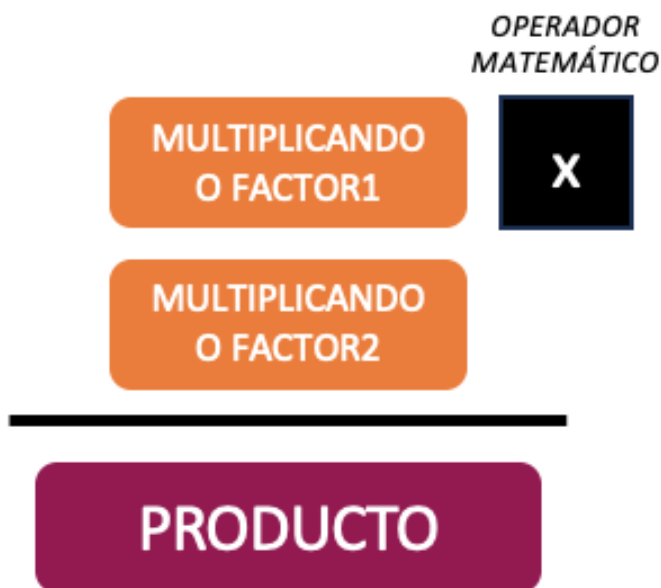 OPERADOR
MATEMÁTICO
MULTIPLICANDO
O FACTOR1
X
MULTIPLICANDO
O FACTOR2
PRODUCTO